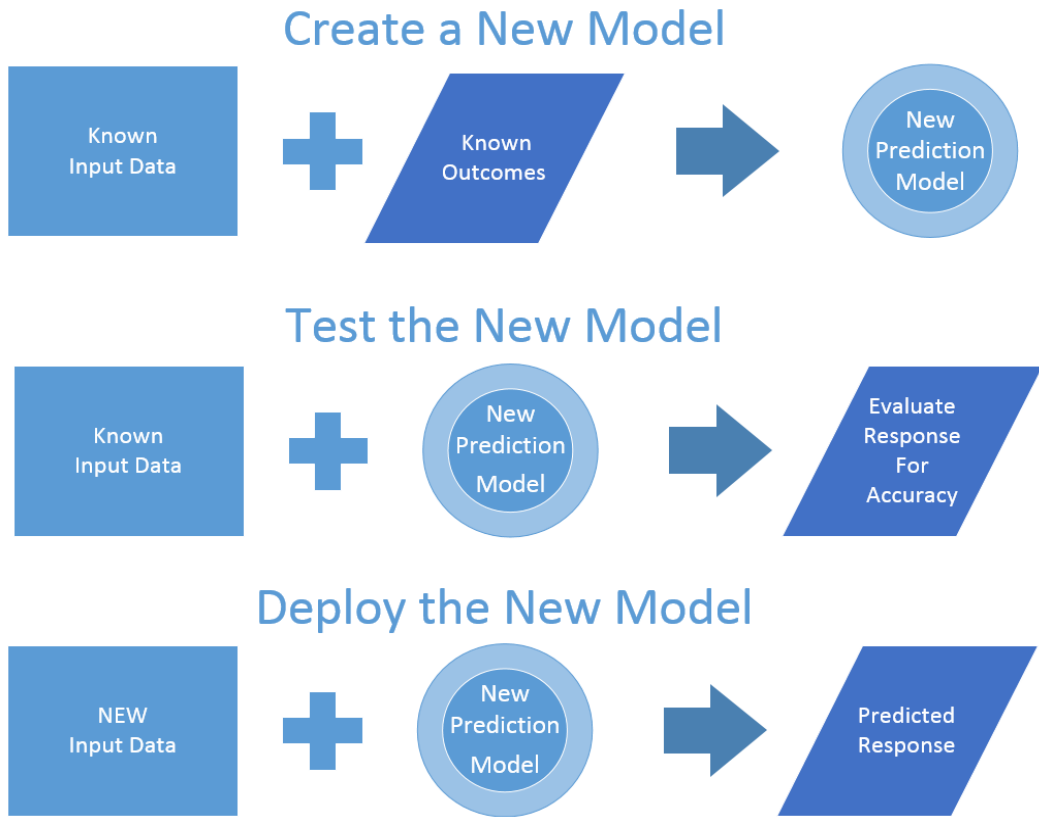 Create a New Model
Known
Input Data
Known
Outcomes
New
Prediction
Model
Test the New Model
Known
Input Data
New
Prediction
Model
Evaluate
Response
For
Accuracy
Deploy the New Model
NEW
Input Data
New
Prediction
Model
Predicted
Response